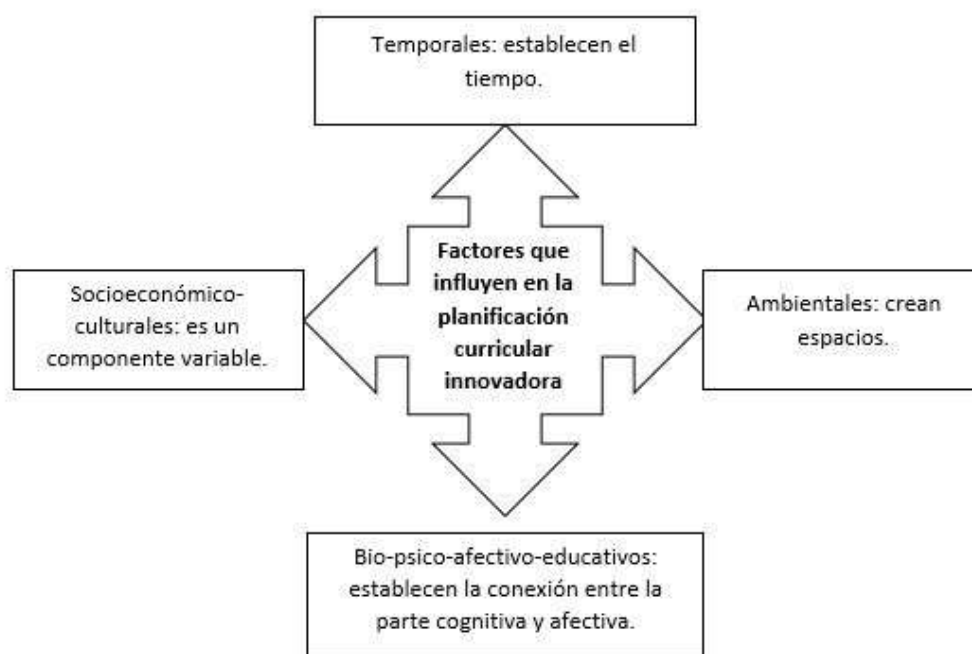 Temporales: establecen el
tiempo.
Factores que
influyen en la
planificación
curricular
innovadora
Socioeconómico-
culturales: es un
componente variable.
Ambientales: crean
espacios.
Bio-psico-afectivo-educativos:
establecen la conexión entre la
parte cognitiva y afectiva.